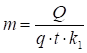 m = Q / (q · t · k₁)